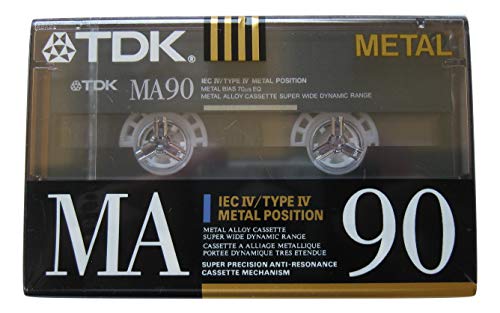 TDK®
METAL
TDK MA90
IEC IV/TYPE IV METAL POSITION
METAL BIAS 70μs EQ
METAL ALLOY CASSETTE SUPER WIDE DYNAMIC RANGE
MA
IEC IV/TYPE IV
METAL POSITION
METAL ALLOY CASSETTE
SUPER WIDE DYNAMIC RANGE
CASSETTE A ALLIAGE METALLIQUE
PORTEE DYNAMIQUE TRES ETENDUE
SUPER PRECISION ANTI-RESONANCE
CASSETTE MECHANISM
90